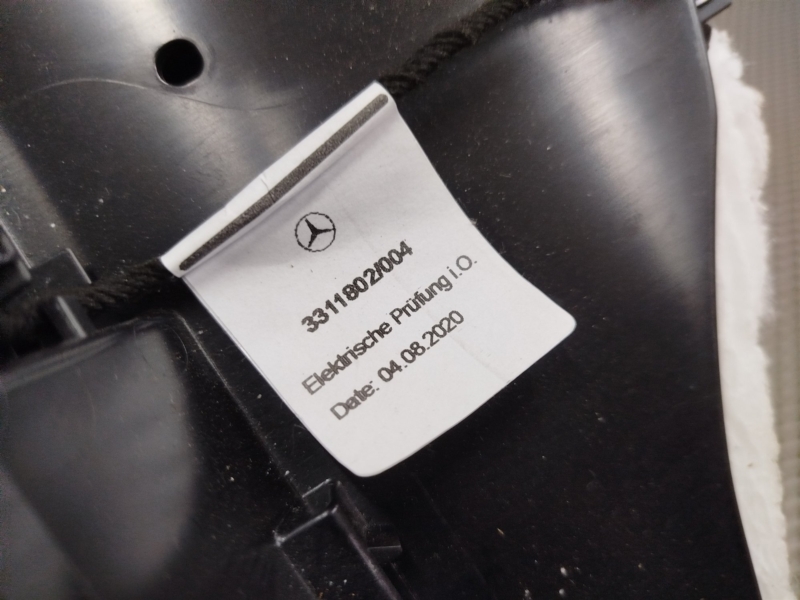 3311802/004
Elektrische Prüfung i.O.
Date: 04.08.2020